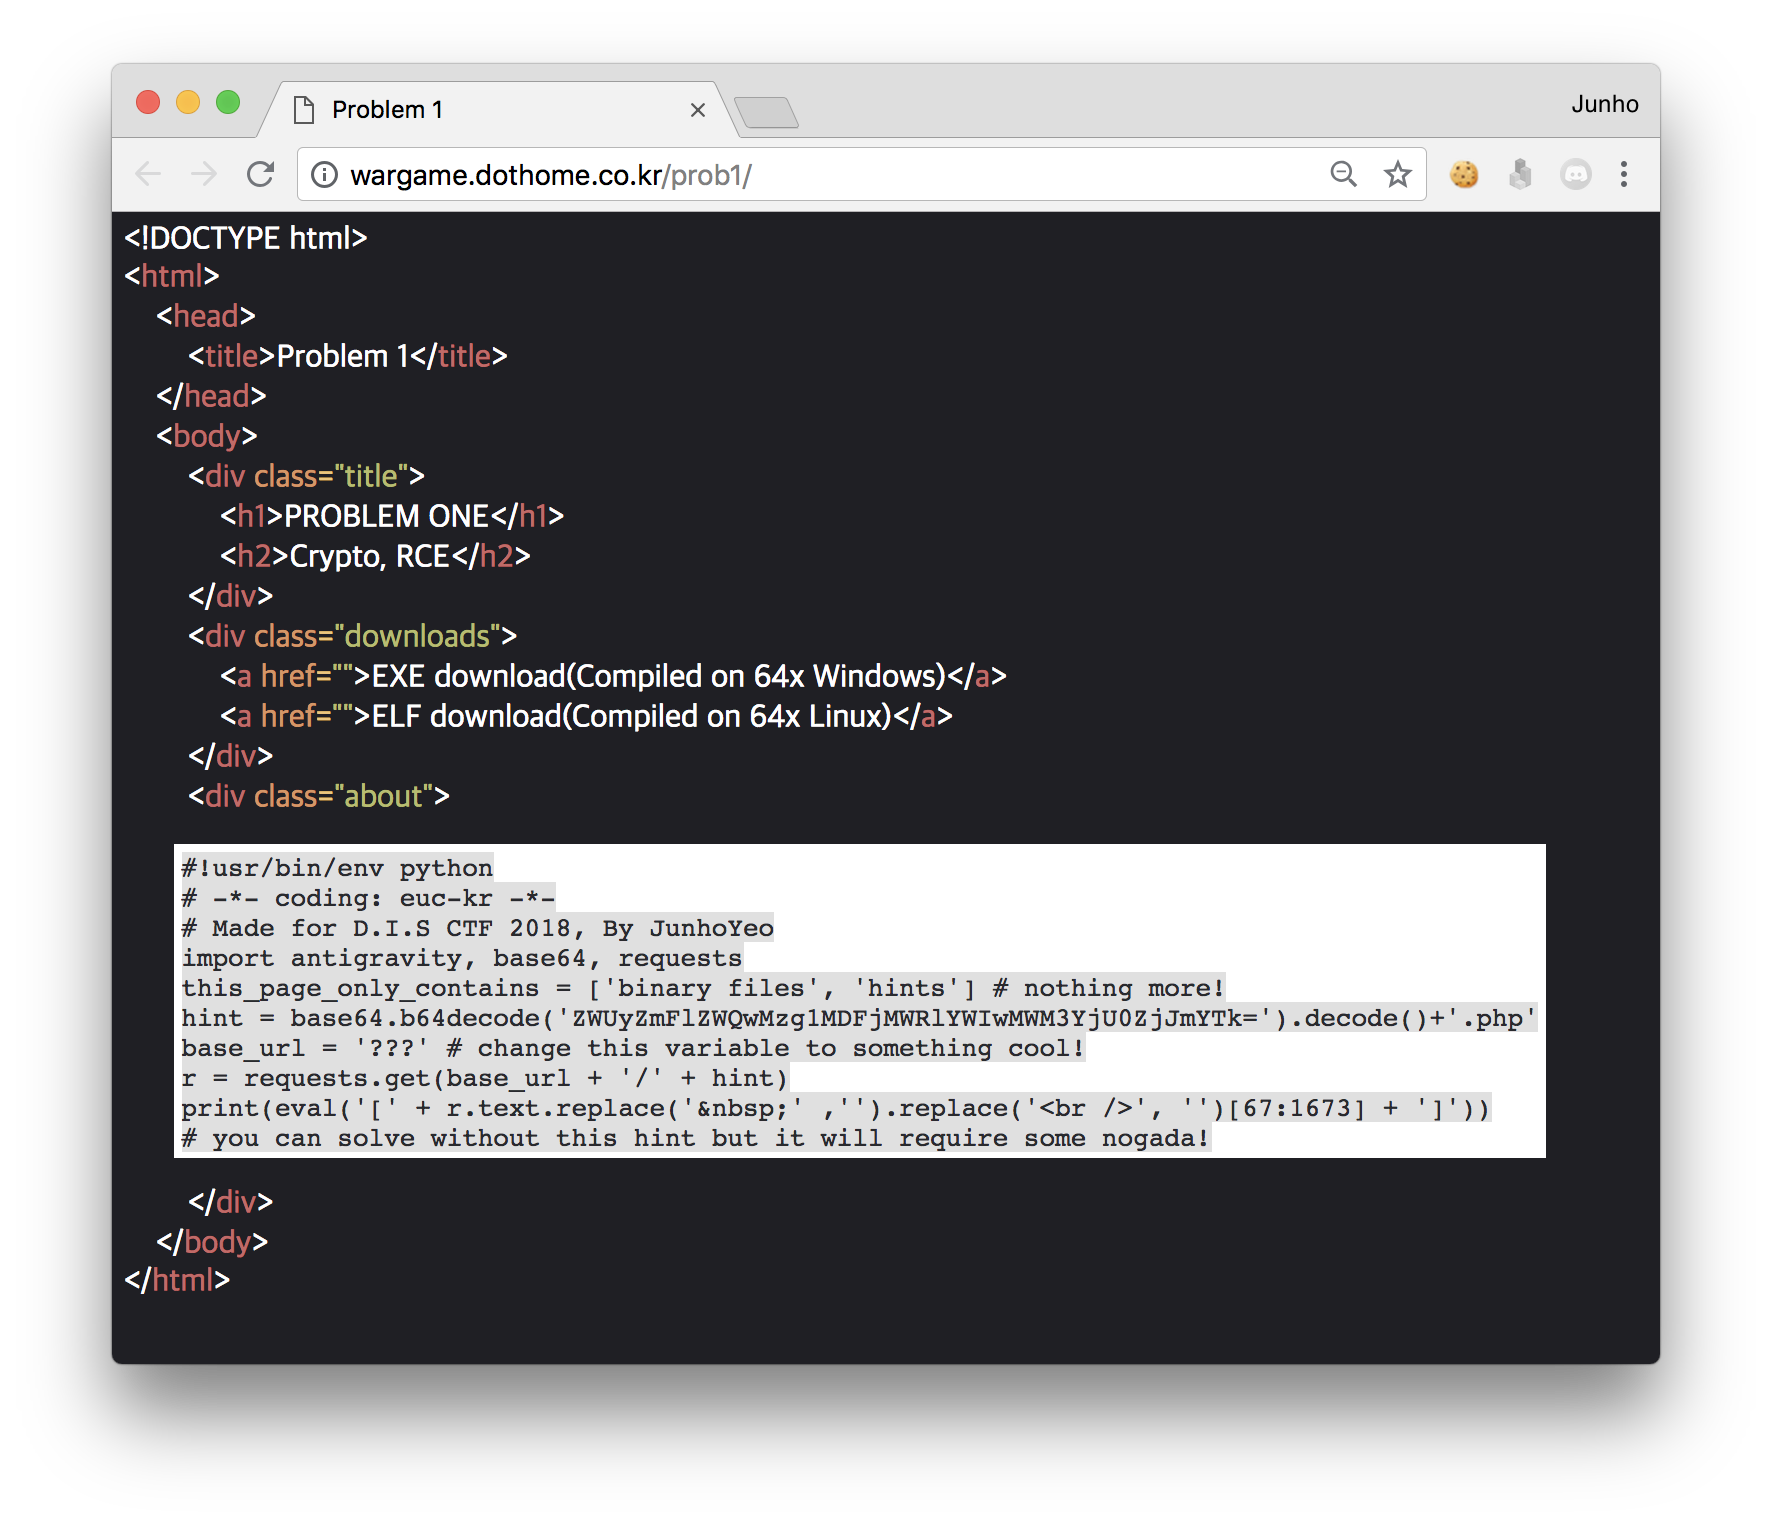 Problem 1
Junho
wargame.dothome.co.kr/prob1/
<!DOCTYPE html>
<html>
<head>
<title>Problem 1</title>
</head>
<body>
<div class="title">
<h1>PROBLEM ONE</h1>
<h2>Crypto, RCE</h2>
</div>
<div class="downloads">
<a href="">EXE download(Compiled on 64x Windows)</a>
<a href="">ELF download(Compiled on 64x Linux)</a>
</div>
<div class="about">
#!usr/bin/env python
# -*- coding: euc-kr -*-
# Made for D.I.S CTF 2018, By JunhoYeo
import antigravity, base64, requests
this_page_only_contains = ['binary files', 'hints'] # nothing more!
hint = base64.b64decode('ZWUyZmFlZWQwMzg1MDFjMWRlYWIwMWM3YjU0ZjJmYTk=').decode()+'.php'
base_url = '???' # change this variable to something cool!
r = requests.get(base_url + '/' + hint)
print(eval('[' + r.text.replace('&nbsp;' ,'').replace('<br />', '')[67:1673] + ']'))
# you can solve without this hint but it will require some nogada!
</div>
</body>
</html>